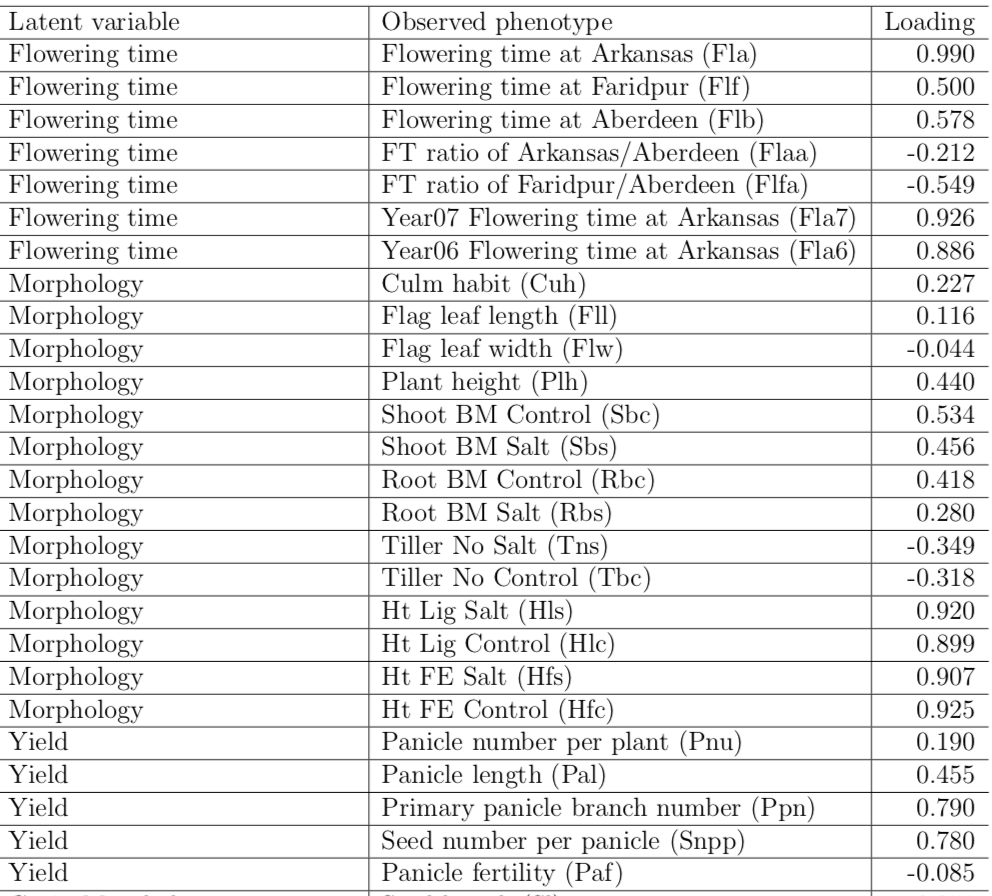 Latent variable Observed phenotype Loading
Flowering time Flowering time at Arkansas (Fla) 0.990
Flowering time Flowering time at Faridpur (Flf) 0.500
Flowering time Flowering time at Aberdeen (Flb) 0.578
Flowering time FT ratio of Arkansas/Aberdeen (Flaa) -0.212
Flowering time FT ratio of Faridpur/Aberdeen (Flfa) -0.549
Flowering time Year07 Flowering time at Arkansas (Fla7) 0.926
Flowering time Year06 Flowering time at Arkansas (Fla6) 0.886
Morphology Culm habit (Cuh) 0.227
Morphology Flag leaf length (Fll) 0.116
Morphology Flag leaf width (Flw) -0.044
Morphology Plant height (Plh) 0.440
Morphology Shoot BM Control (Sbc) 0.534
Morphology Shoot BM Salt (Sbs) 0.456
Morphology Root BM Control (Rbc) 0.418
Morphology Root BM Salt (Rbs) 0.280
Morphology Tiller No Salt (Tns) -0.349
Morphology Tiller No Control (Tbc) -0.318
Morphology Ht Lig Salt (Hls) 0.920
Morphology Ht Lig Control (Hlc) 0.899
Morphology Ht FE Salt (Hfs) 0.907
Morphology Ht FE Control (Hfc) 0.925
Yield Panicle number per plant (Pnu) 0.190
Yield Panicle length (Pal) 0.455
Yield Primary panicle branch number (Ppn) 0.790
Yield Seed number per panicle (Snpp) 0.780
Yield Panicle fertility (Paf) -0.085